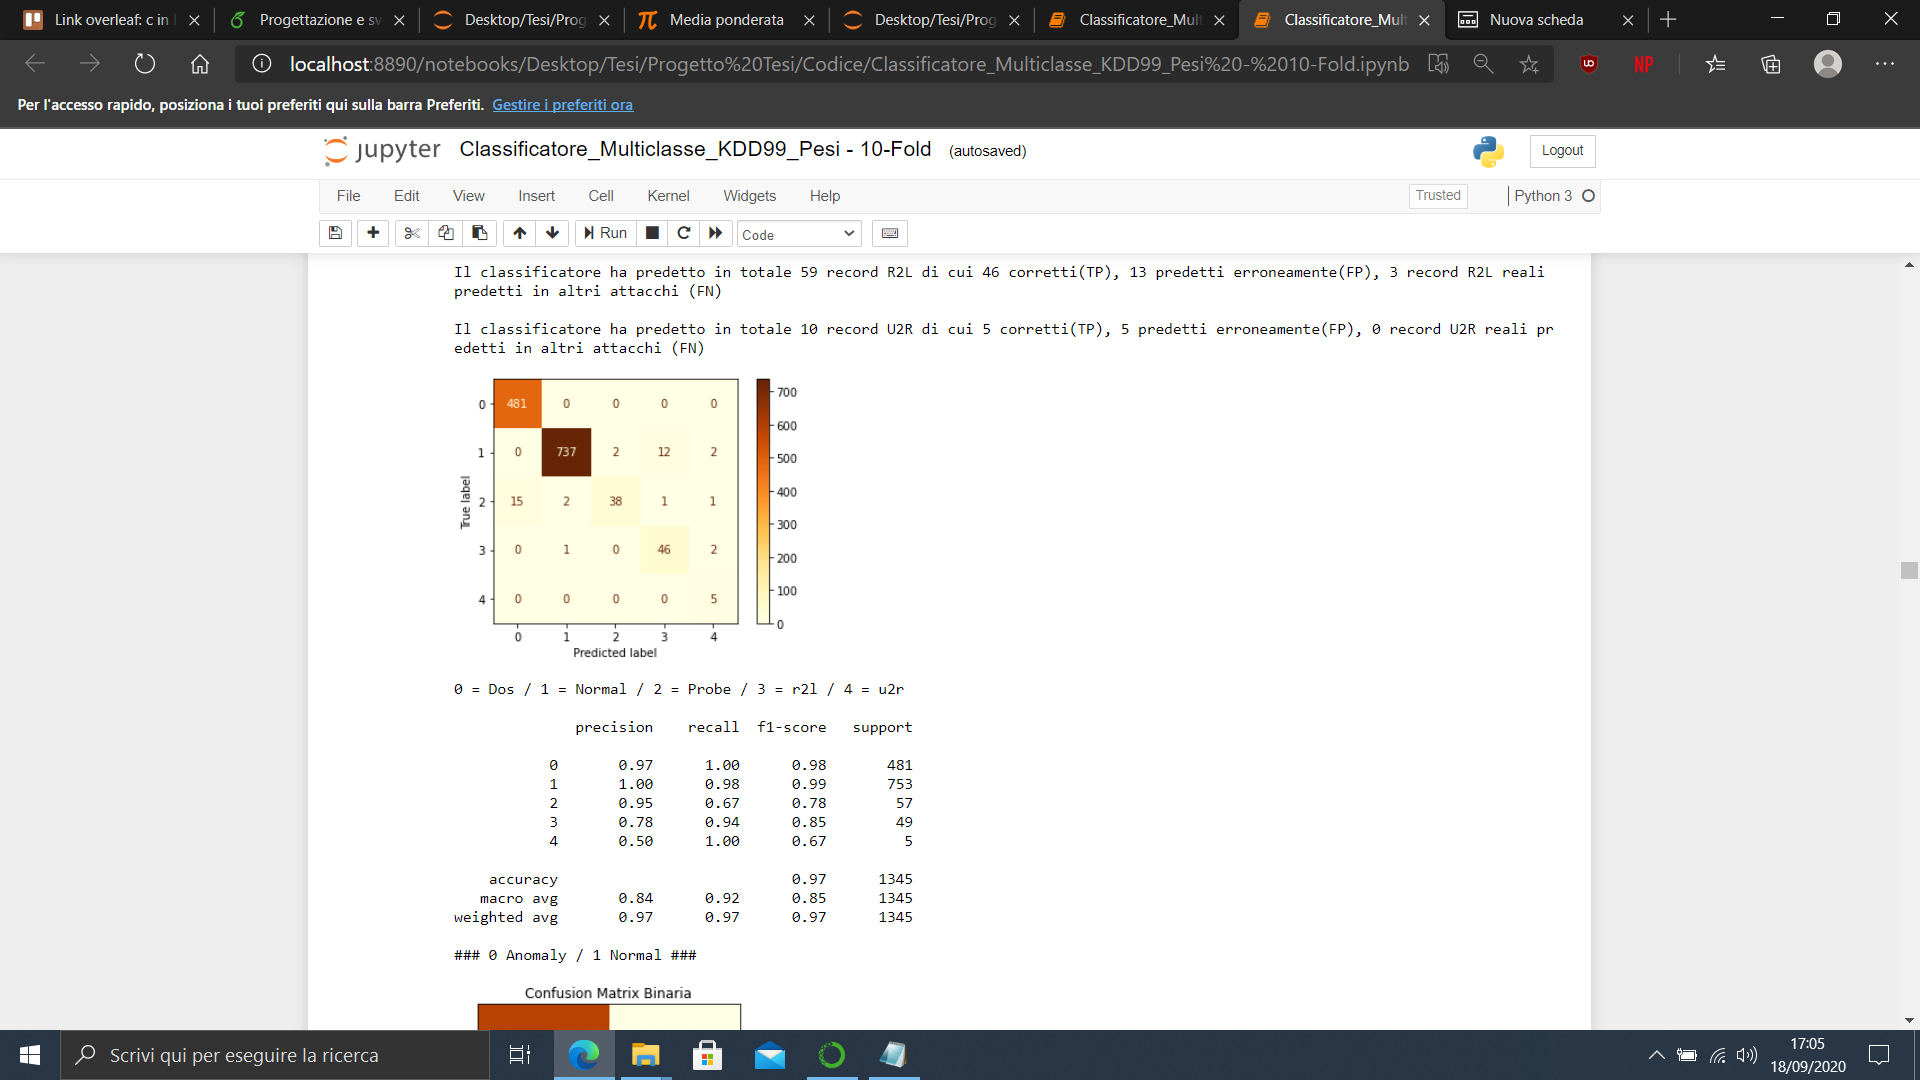 Link overleaf: c in
Progettazione e sv
Desktop/Tesi/Prog
Media ponderata
Desktop/Tesi/Prog
Classificatore_Mul
Classificatore_Mult
Nuova scheda
localhost:8890/notebooks/Desktop/Tesi/Progetto%20Tesi/Codice/Classificatore_Multiclasse_KDD99_Pesi%20-%2010-Fold.ipynb
NP
Per l'accesso rapido, posiziona i tuoi preferiti qui sulla barra Preferiti. Gestire i preferiti ora
jupyter Classificatore_Multiclasse_KDD99_Pesi - 10-Fold (autosaved)
Logout
File Edit View Insert Cell Kernel Widgets Help
Trusted
Python 3
Run
Code
Il classificatore ha predetto in totale 59 record R2L di cui 46 corretti(TP), 13 predetti erroneamente(FP), 3 record R2L reali
predetti in altri attacchi (FN)
Il classificatore ha predetto in totale 10 record U2R di cui 5 corretti(TP), 5 predetti erroneamente(FP), 0 record U2R reali pr
edetti in altri attacchi (FN)
True label
0 481 0 0 0 0
1 0 737 2 12 2
2 15 2 38 1 1
3 0 1 0 46 2
4 0 0 0 0 5
0 1 2 3 4
Predicted label
700
600
500
400
300
200
100
0
0 = Dos / 1 = Normal / 2 = Probe / 3 = r2l / 4 = u2r
precision recall f1-score support
0 0.97 1.00 0.98 481
1 1.00 0.98 0.99 753
2 0.95 0.67 0.78 57
3 0.78 0.94 0.85 49
4 0.50 1.00 0.67 5
accuracy 0.97 1345
macro avg 0.84 0.92 0.85 1345
weighted avg 0.97 0.97 0.97 1345
### 0 Anomaly / 1 Normal ###
Confusion Matrix Binaria
Scrivi qui per eseguire la ricerca
17:05
18/09/2020